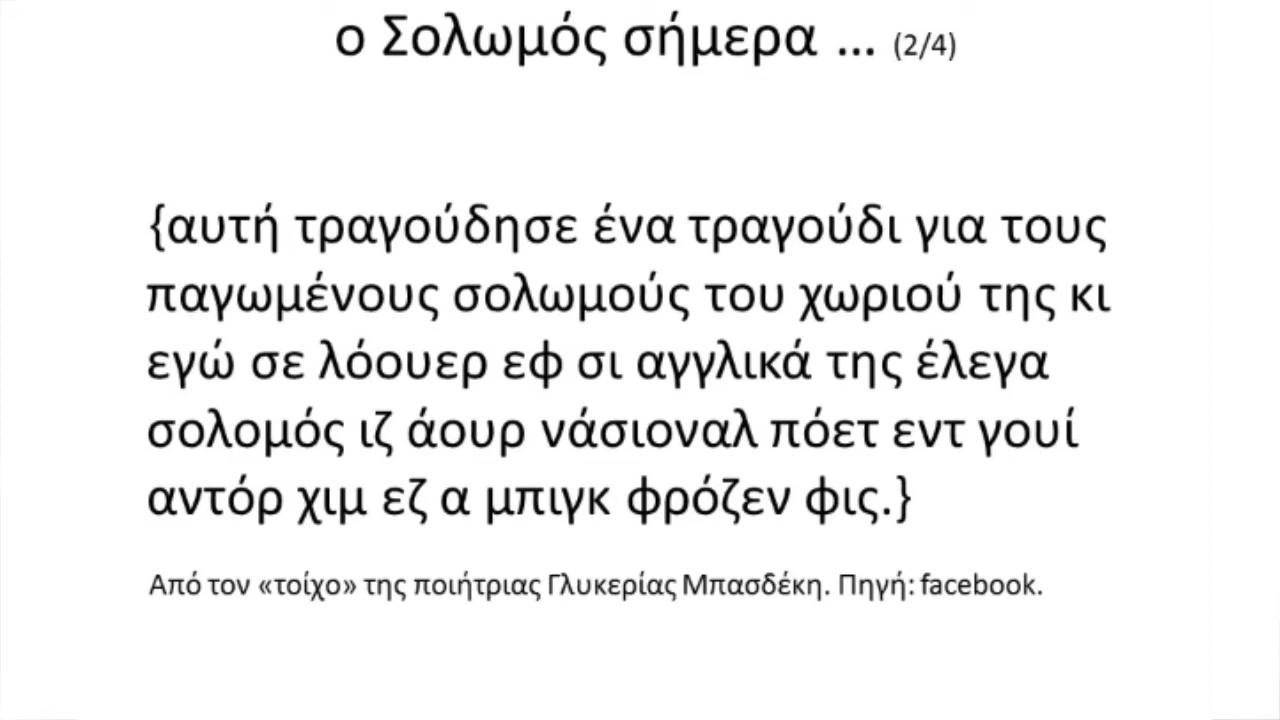 ο Σολωμός σήμερα ... (2/4)
{αυτή τραγούδησε ένα τραγούδι για τους
παγωμένους σολωμούς του χωριού της κι
εγώ σε λόουερ εφ σι αγγλικά της έλεγα
σολομός ιζ άουρ νάσιοναλ πόετ εντ γουί
αντόρ χιμ εζ α μπιγκ φρόζεν φις.}
Από τον «τοίχο» της ποιήτριας Γλυκερίας Μπασδέκη. Πηγή: facebook.